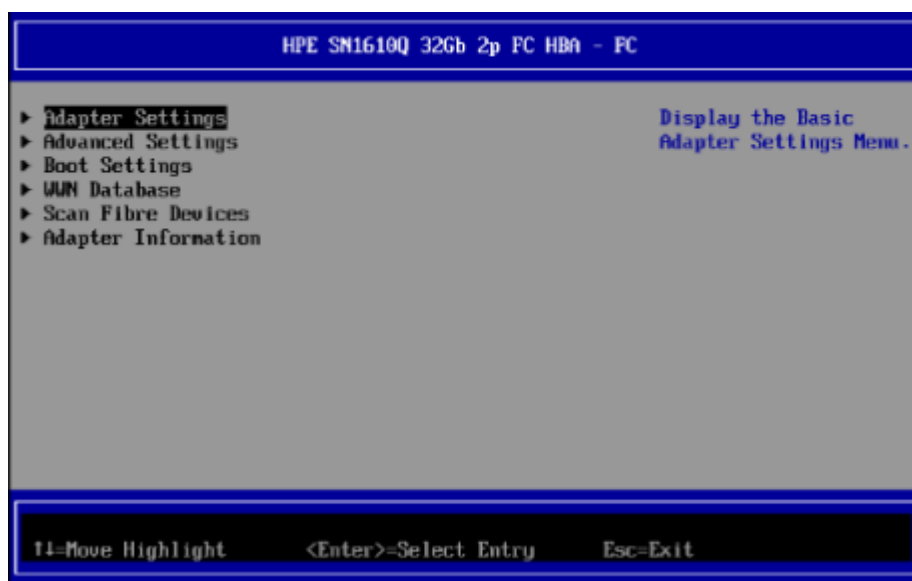 HPE SN1610Q 32Gb 2p FC HBA - FC
▶ Adapter Settings
▶ Advanced Settings
▶ Boot Settings
▶ WWN Database
▶ Scan Fibre Devices
▶ Adapter Information
Display the Basic
Adapter Settings Menu.
↑↓=Move Highlight <Enter>=Select Entry Esc=Exit